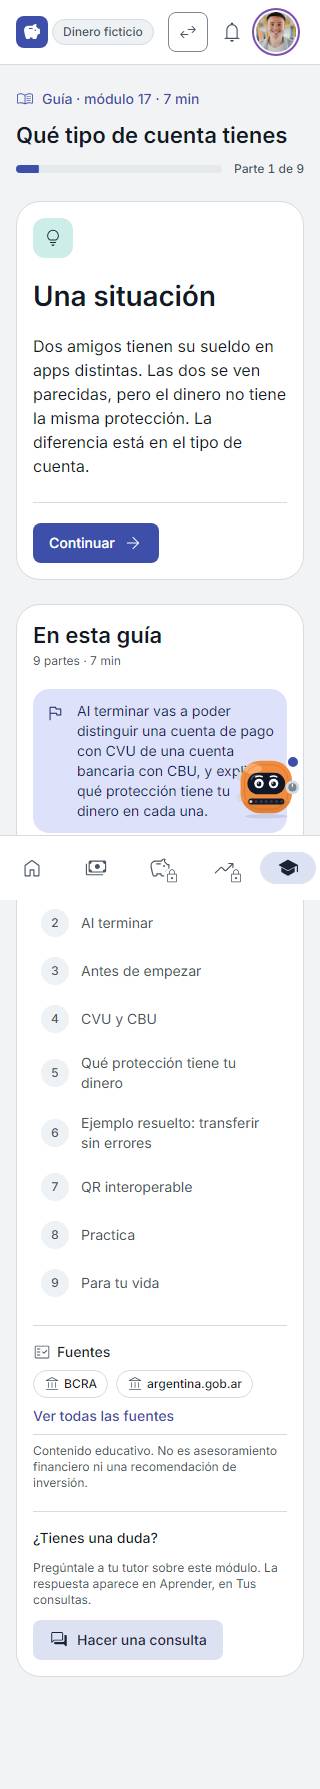 Dinero ficticio
Guía · módulo 17 · 7 min
Qué tipo de cuenta tienes
Parte 1 de 9
Una situación
Dos amigos tienen su sueldo en
apps distintas. Las dos se ven
parecidas, pero el dinero no tiene
la misma protección. La
diferencia está en el tipo de
cuenta.
Continuar
En esta guía
9 partes · 7 min
Al terminar vas a poder
distinguir una cuenta de pago
con CVU de una cuenta
bancaria con CBU, y
qué protección tiene tu
dinero en cada una.
2 Al terminar
3 Antes de empezar
4 CVU y CBU
5 Qué protección tiene tu
dinero
6 Ejemplo resuelto: transferir
sin errores
7 QR interoperable
8 Practica
9 Para tu vida
Fuentes
BCRA argentina.gob.ar
Ver todas las fuentes
Contenido educativo. No es asesoramiento
financiero ni una recomendación de
inversión.
¿Tienes una duda?
Pregúntale a tu tutor sobre este módulo. La
respuesta aparece en Aprender, en Tus
consultas.
Hacer una consulta